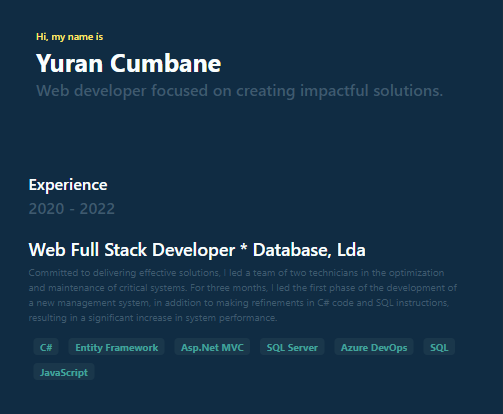 Hi, my name is
Yuran Cumbane
Web developer focused on creating impactful solutions.
Experience
2020 - 2022
Web Full Stack Developer * Database, Lda
Committed to delivering effective solutions, I led a team of two technicians in the optimization
and maintenance of critical systems. For three months, I led the first phase of the development of
a new management system, in addition to making refinements in C# code and SQL instructions,
resulting in a significant increase in system performance.
C# Entity Framework Asp.Net MVC SQL Server Azure DevOps SQL
JavaScript